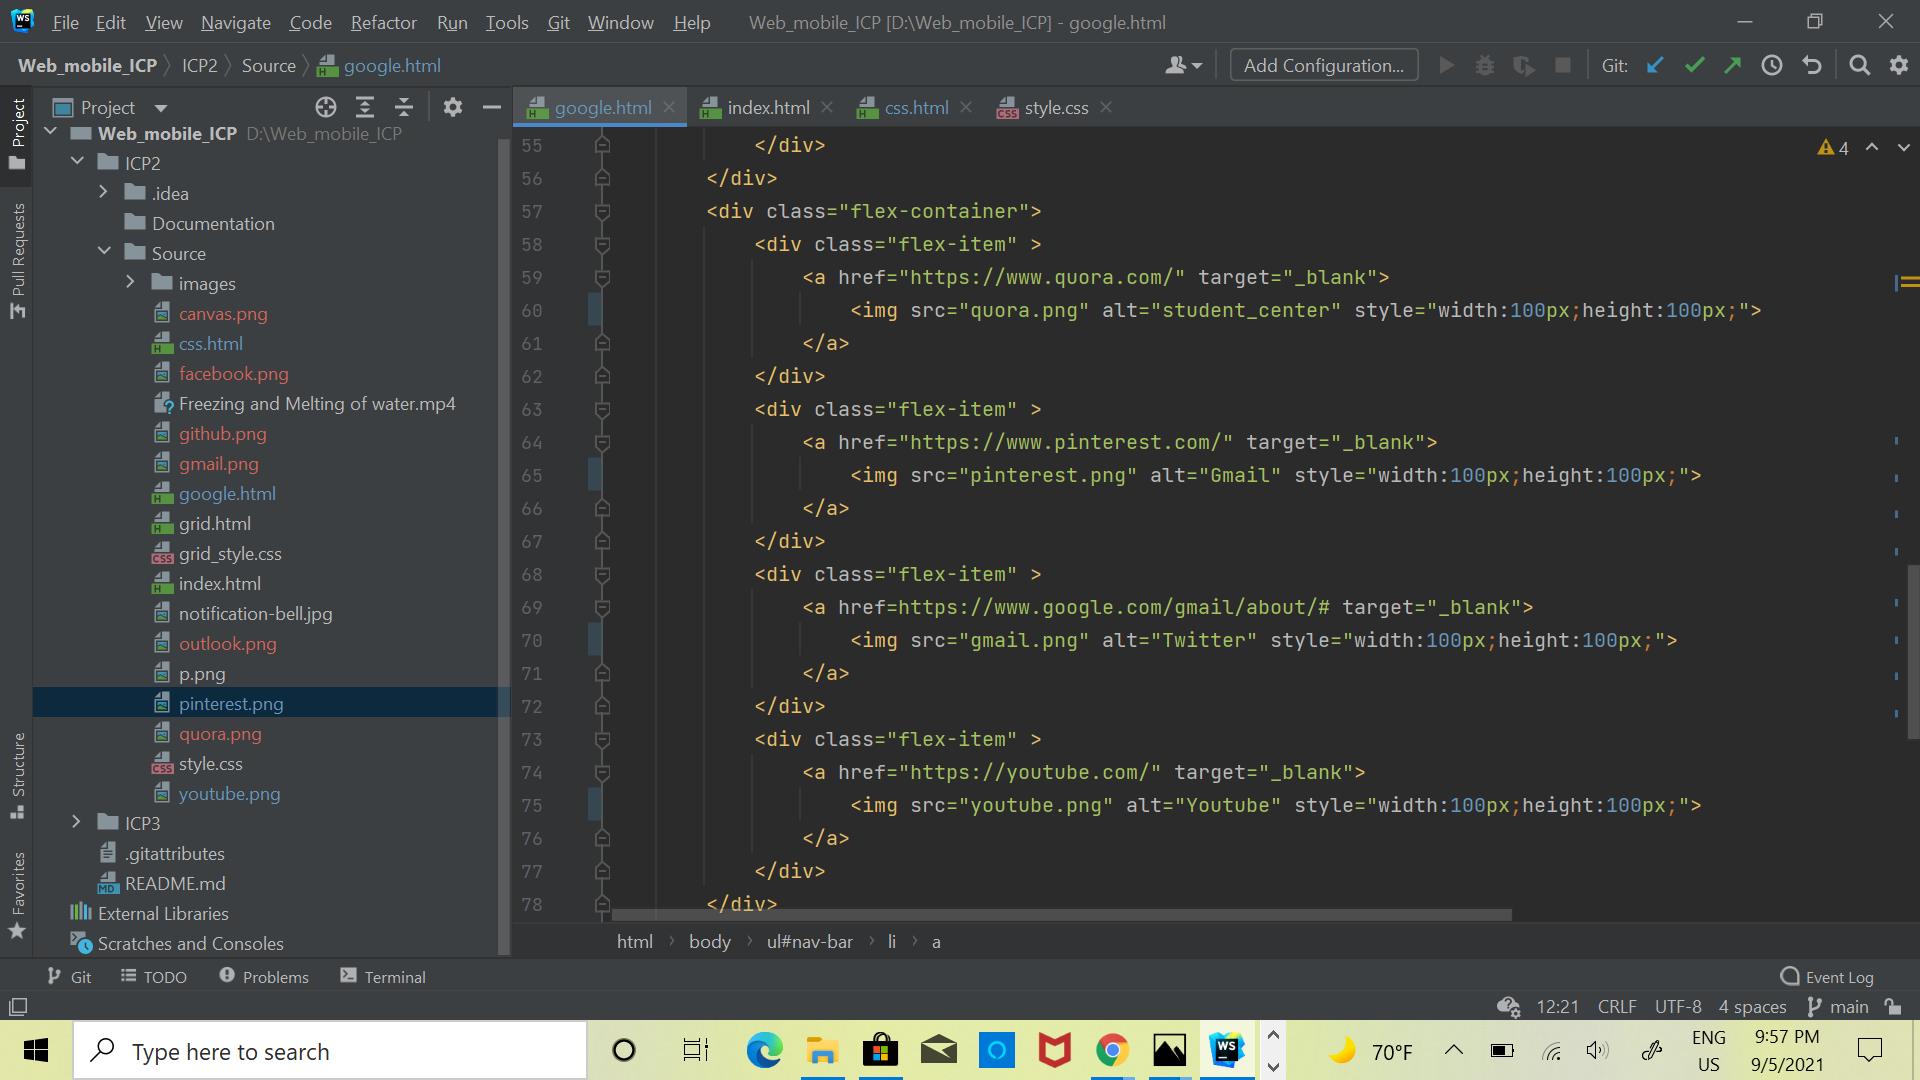 File Edit View Navigate Code Refactor Run Tools Git Window Help Web_mobile_ICP [D:\Web_mobile_ICP] - google.html
Web_mobile_ICP ICP2 Source google.html Add Configuration... Git:
Project
google.html index.html css.html style.css
Project
Pull Requests
Structure
Favorites
Web_mobile_ICP D:\Web_mobile_ICP
ICP2
.idea
Documentation
Source
images
canvas.png
css.html
facebook.png
Freezing and Melting of water.mp4
github.png
gmail.png
google.html
grid.html
grid_style.css
index.html
notification-bell.jpg
outlook.png
p.png
pinterest.png
quora.png
style.css
youtube.png
ICP3
.gitattributes
README.md
External Libraries
Scratches and Consoles
4
55 </div>
56 </div>
57 <div class="flex-container">
58 <div class="flex-item" >
59 <a href="https://www.quora.com/" target="_blank">
60 <img src="quora.png" alt="student_center" style="width:100px;height:100px;">
61 </a>
62 </div>
63 <div class="flex-item" >
64 <a href="https://www.pinterest.com/" target="_blank">
65 <img src="pinterest.png" alt="Gmail" style="width:100px;height:100px;">
66 </a>
67 </div>
68 <div class="flex-item" >
69 <a href=https://www.google.com/gmail/about/# target="_blank">
70 <img src="gmail.png" alt="Twitter" style="width:100px;height:100px;">
71 </a>
72 </div>
73 <div class="flex-item" >
74 <a href="https://youtube.com/" target="_blank">
75 <img src="youtube.png" alt="Youtube" style="width:100px;height:100px;">
76 </a>
77 </div>
78 </div>
html body ul#nav-bar li a
Git TODO Problems Terminal Event Log
12:21 CRLF UTF-8 4 spaces main
Type here to search
70°F
ENG
US
9:57 PM
9/5/2021